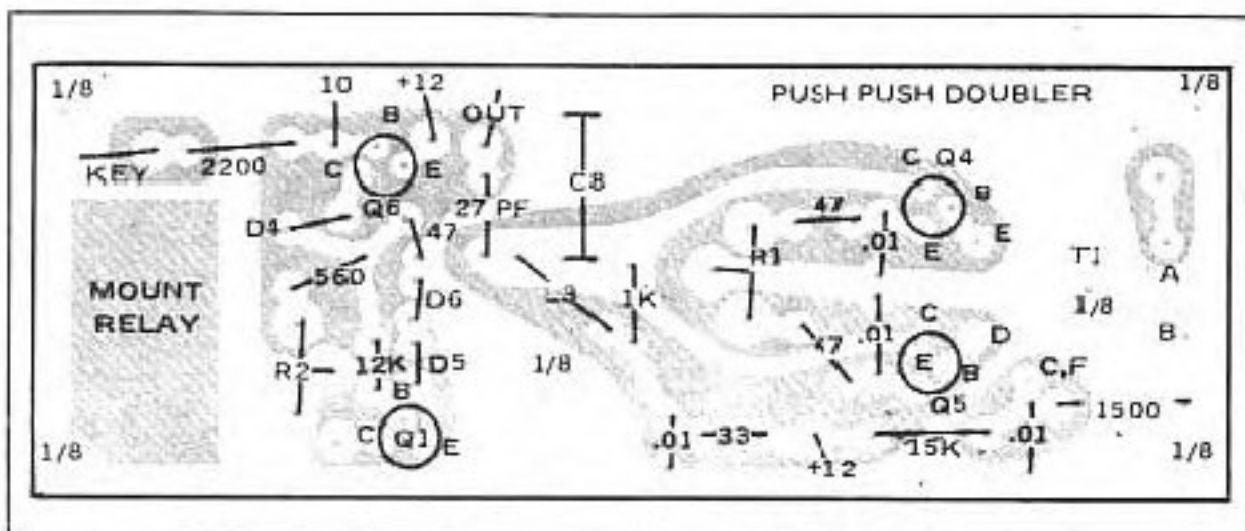 1/8
10
+12
OUT
PUSH PUSH DOUBLER
1/8
B
KEY
2200
C
E
C8
C Q4
B
Q6
27 PF
47
D4
47
.01
E
E
R1
T1
A
560
MOUNT
RELAY
D6
L3
1K
1/8
C
B
.01
D
47
R2
12K
D5
1/8
E
B
C,F
B
Q5
1500
C
Q1
E
.01
33
15K
.01
1/8
+12
1/8